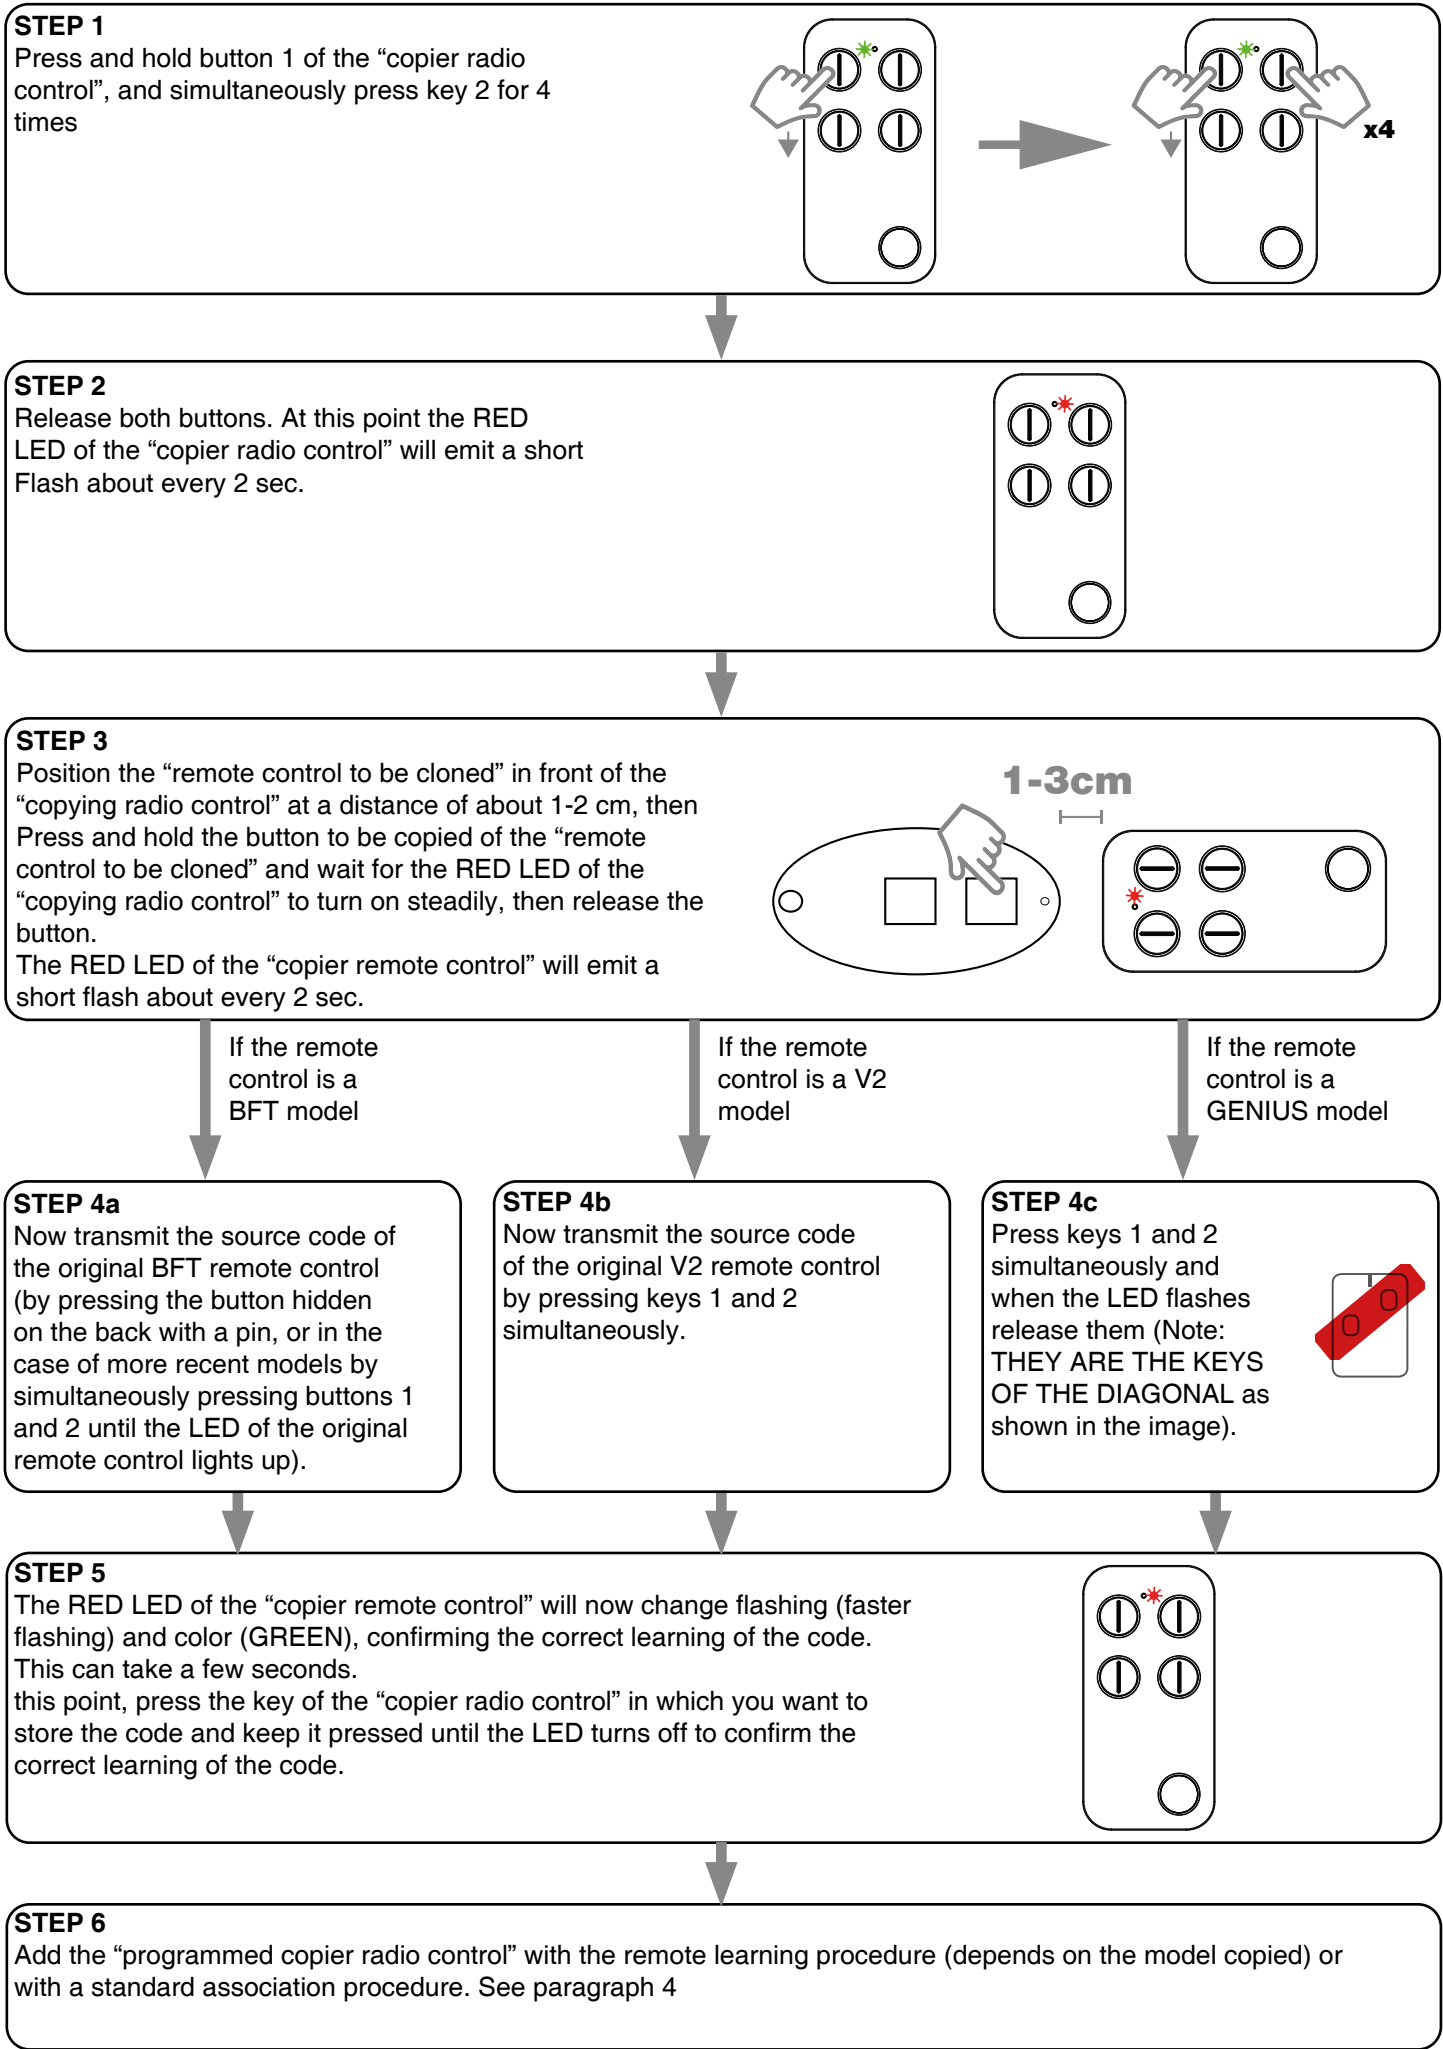 STEP 1
Press and hold button 1 of the “copier radio
control”, and simultaneously press key 2 for 4
times
x4
STEP 2
Release both buttons. At this point the RED
LED of the “copier radio control” will emit a short
Flash about every 2 sec.
STEP 3
Position the “remote control to be cloned” in front of the
“copying radio control” at a distance of about 1-2 cm, then
Press and hold the button to be copied of the “remote
control to be cloned” and wait for the RED LED of the
“copying radio control” to turn on steadily, then release the
button.
The RED LED of the “copier remote control” will emit a
short flash about every 2 sec.
1-3cm
If the remote
control is a
BFT model
If the remote
control is a V2
model
If the remote
control is a
GENIUS model
STEP 4a
Now transmit the source code of
the original BFT remote control
(by pressing the button hidden
on the back with a pin, or in the
case of more recent models by
simultaneously pressing buttons 1
and 2 until the LED of the original
remote control lights up).
STEP 4b
Now transmit the source code
of the original V2 remote control
by pressing keys 1 and 2
simultaneously.
STEP 4c
Press keys 1 and 2
simultaneously and
when the LED flashes
release them (Note:
THEY ARE THE KEYS
OF THE DIAGONAL as
shown in the image).
STEP 5
The RED LED of the “copier remote control” will now change flashing (faster
flashing) and color (GREEN), confirming the correct learning of the code.
This can take a few seconds.
this point, press the key of the “copier radio control” in which you want to
store the code and keep it pressed until the LED turns off to confirm the
correct learning of the code.
STEP 6
Add the “programmed copier radio control” with the remote learning procedure (depends on the model copied) or
with a standard association procedure. See paragraph 4